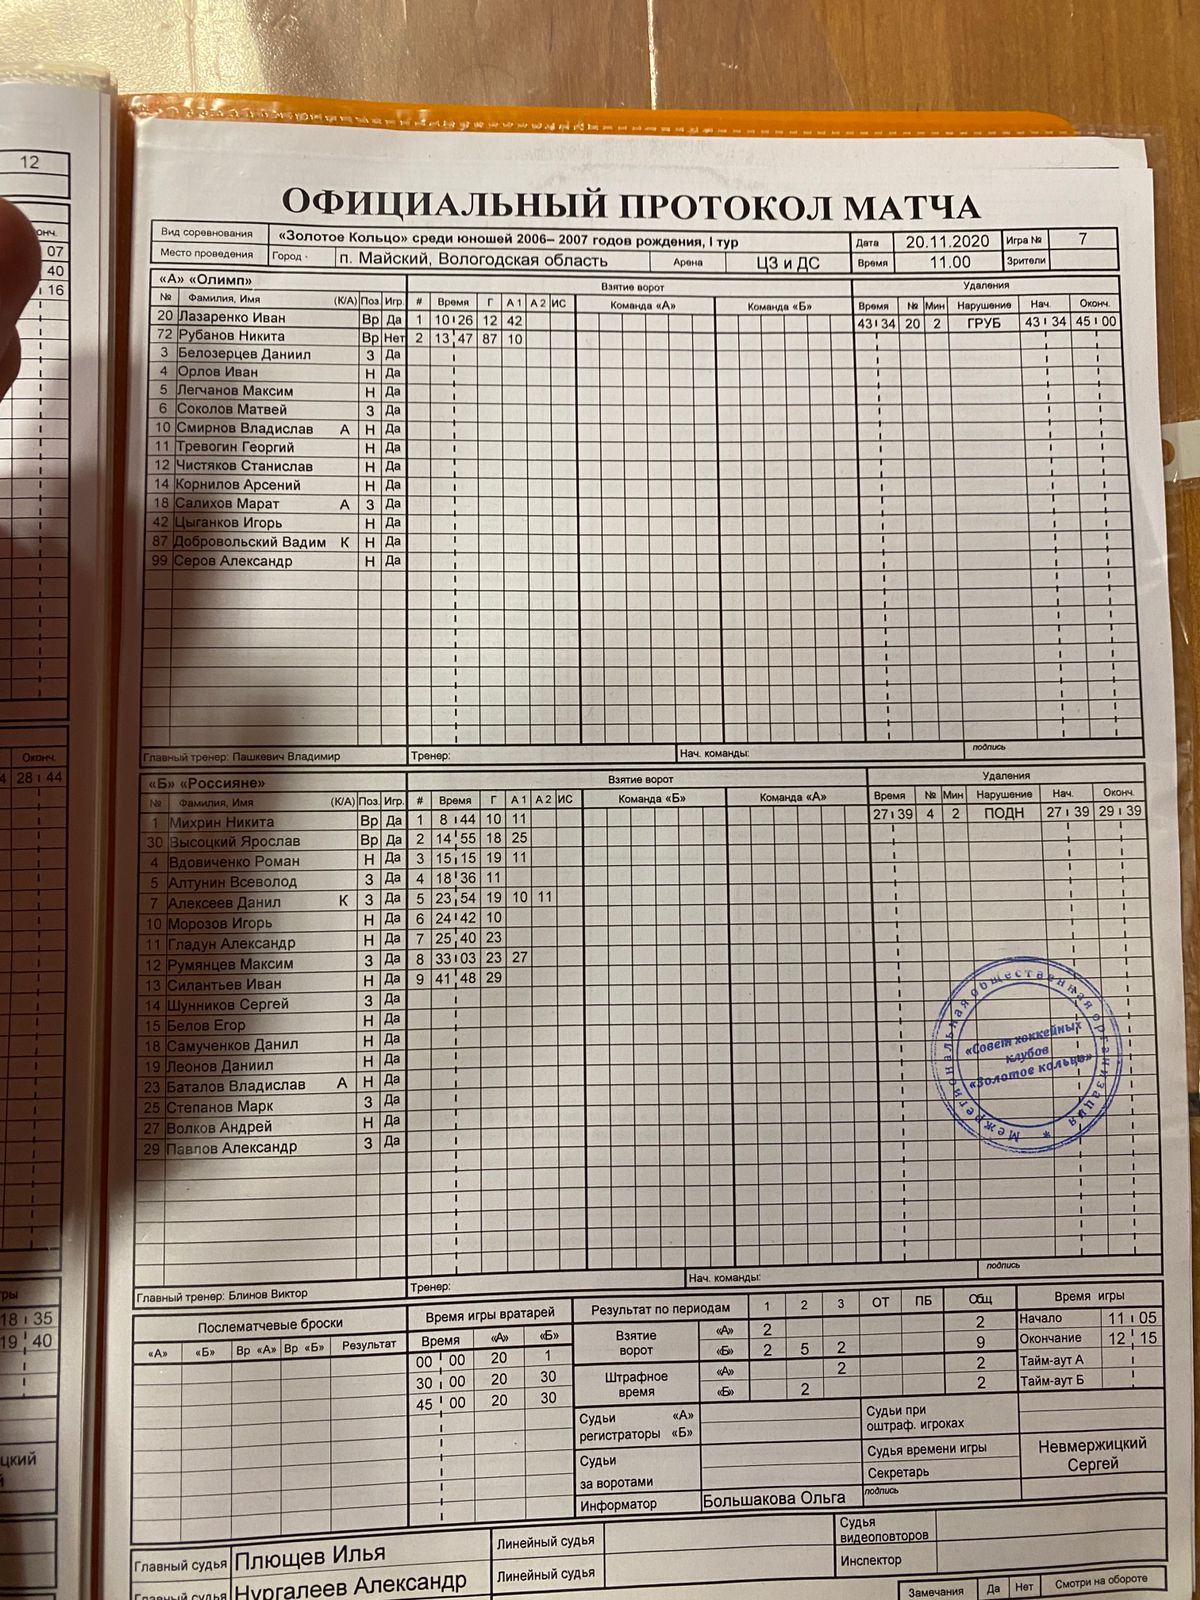 12
онч.
07
40
16
Оконч.
4 28 44
ры
18 35
19 40
цкий
ОФИЦИАЛЬНЫЙ ПРОТОКОЛ МАТЧА
Вид соревнования «Золотое Кольцо» среди юношей 2006– 2007 годов рождения, I тур Дата 20.11.2020 Игра № 7
Место проведения Город п. Майский, Вологодская область Арена ЦЗ и ДС Время 11.00 Зрители
«А» «Олимп» Взятие ворот Удаления
№ Фамилия, Имя (К/А) Поз. Игр. # Время Г А 1 А 2 ИС Команда «А» Команда «Б» Время № Мин Нарушение Нач. Оконч.
20 Лазаренко Иван Вр Да 1 10 26 12 42 43 34 20 2 ГРУБ 43 34 45 00
72 Рубанов Никита Вр Нет 2 13 47 87 10
3 Белозерцев Даниил З Да
4 Орлов Иван Н Да
5 Легчанов Максим Н Да
6 Соколов Матвей З Да
10 Смирнов Владислав А Н Да
11 Тревогин Георгий Н Да
12 Чистяков Станислав Н Да
14 Корнилов Арсений Н Да
18 Салихов Марат А З Да
42 Цыганков Игорь Н Да
87 Добровольский Вадим К Н Да
99 Серов Александр Н Да
Главный тренер: Пашкевич Владимир Тренер: Нач. команды: подпись
«Б» «Россияне» Взятие ворот Удаления
№ Фамилия, Имя (К/А) Поз. Игр. # Время Г А 1 А 2 ИС Команда «Б» Команда «А» Время № Мин Нарушение Нач. Оконч.
1 Михрин Никита Вр Да 1 8 44 10 11 27 39 4 2 ПОДН 27 39 29 39
30 Высоцкий Ярослав Вр Да 2 14 55 18 25
4 Вдовиченко Роман Н Да 3 15 15 19 11
5 Алтунин Всеволод З Да 4 18 36 11
7 Алексеев Данил К З Да 5 23 54 19 10 11
10 Морозов Игорь Н Да 6 24 42 10
11 Гладун Александр Н Да 7 25 40 23
12 Румянцев Максим З Да 8 33 03 23 27
13 Силантьев Иван Н Да 9 41 48 29
14 Шунников Сергей З Да
15 Белов Егор Н Да
18 Самученков Данил Н Да
19 Леонов Даниил Н Да
23 Баталов Владислав А Н Да
25 Степанов Марк З Да
27 Волков Андрей Н Да
29 Павлов Александр З Да
Межрегиональная общественная организация *
«Совет хоккейных
клубов
«Золотое кольцо»
Главный тренер: Блинов Виктор Тренер: Нач. команды: подпись
Послематчевые броски Время игры вратарей Результат по периодам 1 2 3 ОТ ПБ Общ Время игры
«А» «Б» Вр «А» Вр «Б» Результат Время «А» «Б» Взятие ворот «А» 2 2 Начало 11 05
00 00 20 1 «Б» 2 5 2 9 Окончание 12 15
30 00 20 30 Штрафное время «А» 2 2 Тайм-аут А
45 00 20 30 «Б» 2 2 Тайм-аут Б
Судьи «А» Судьи при
регистраторы «Б» оштраф. игроках
Судьи Судья времени игры Невмержицкий
за воротами Секретарь Сергей
Информатор Большакова Ольга подпись
Главный судья Плющев Илья Линейный судья Судья видеоповторов
Главный судья Нургалеев Александр Линейный судья Инспектор
Замечания Да Нет Смотри на обороте